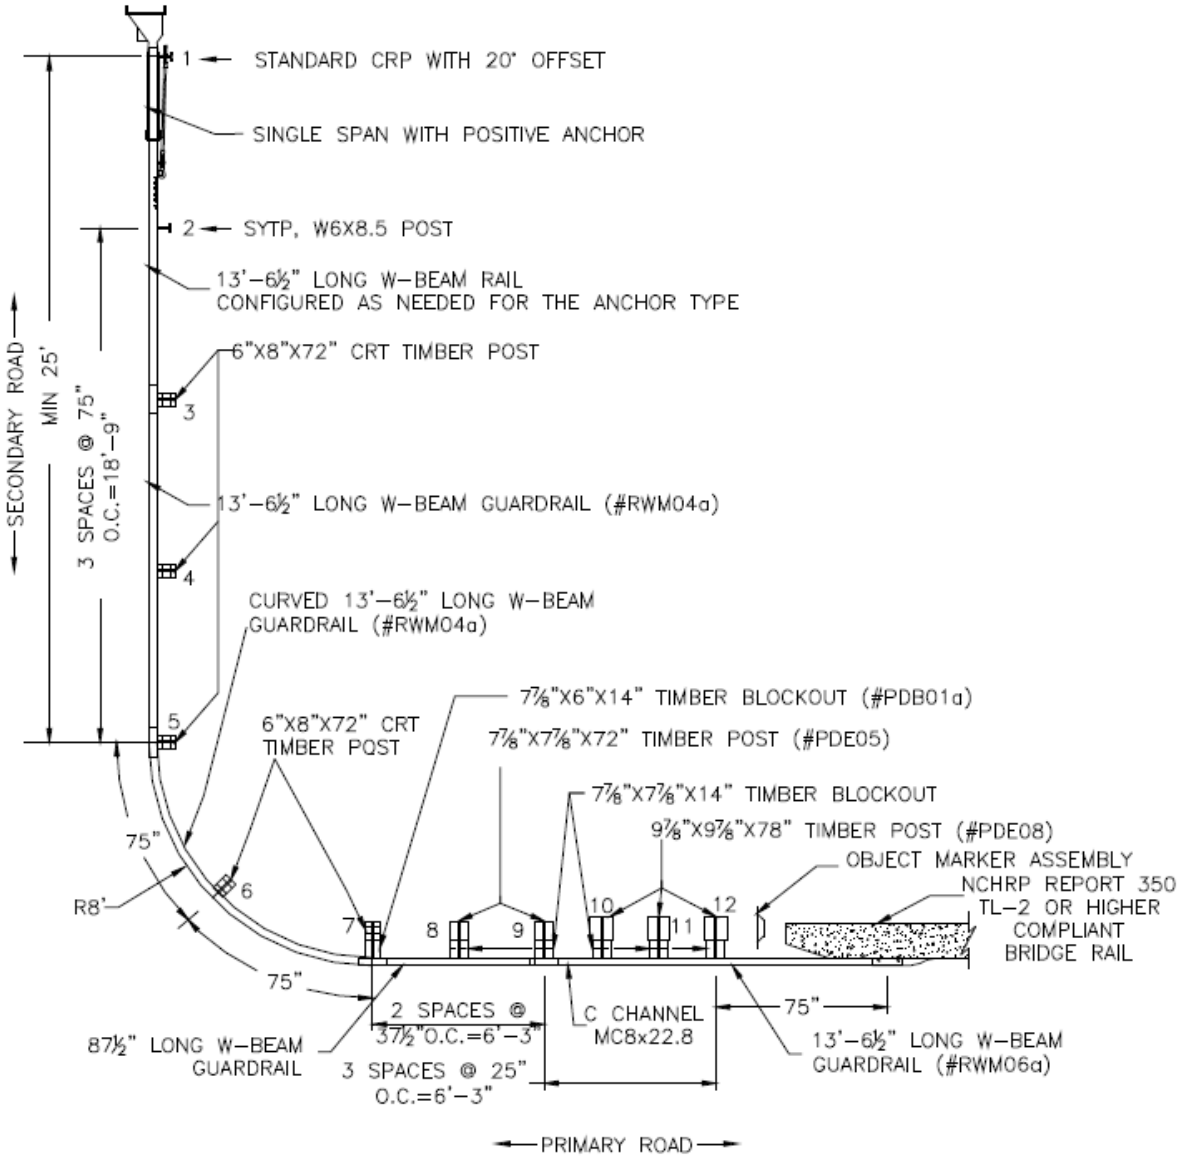 1
STANDARD CRP WITH 20° OFFSET
SINGLE SPAN WITH POSITIVE ANCHOR
2
SYTP, W6X8.5 POST
13'-6½" LONG W-BEAM RAIL
CONFIGURED AS NEEDED FOR THE ANCHOR TYPE
6"X8"X72" CRT TIMBER POST
SECONDARY ROAD
MIN 25'
3 SPACES @ 75"
O.C.=18'-9"
3
13'-6½" LONG W-BEAM GUARDRAIL (#RWM04a)
4
CURVED 13'-6½" LONG W-BEAM
GUARDRAIL (#RWM04a)
5
6"X8"X72" CRT
TIMBER POST
7⅞"X6"X14" TIMBER BLOCKOUT (#PDB01a)
7⅞"X7⅞"X72" TIMBER POST (#PDE05)
7⅞"X7⅞"X14" TIMBER BLOCKOUT
9⅞"X9⅞"X78" TIMBER POST (#PDE08)
OBJECT MARKER ASSEMBLY
NCHRP REPORT 350
TL-2 OR HIGHER
COMPLIANT
BRIDGE RAIL
75"
R8'
6
7
8
9
10
11
12
75"
2 SPACES @
37½"O.C.=6'-3"
C CHANNEL
MC8x22.8
75"
87½" LONG W-BEAM
GUARDRAIL
3 SPACES @ 25"
O.C.=6'-3"
13'-6½" LONG W-BEAM
GUARDRAIL (#RWM06a)
PRIMARY ROAD